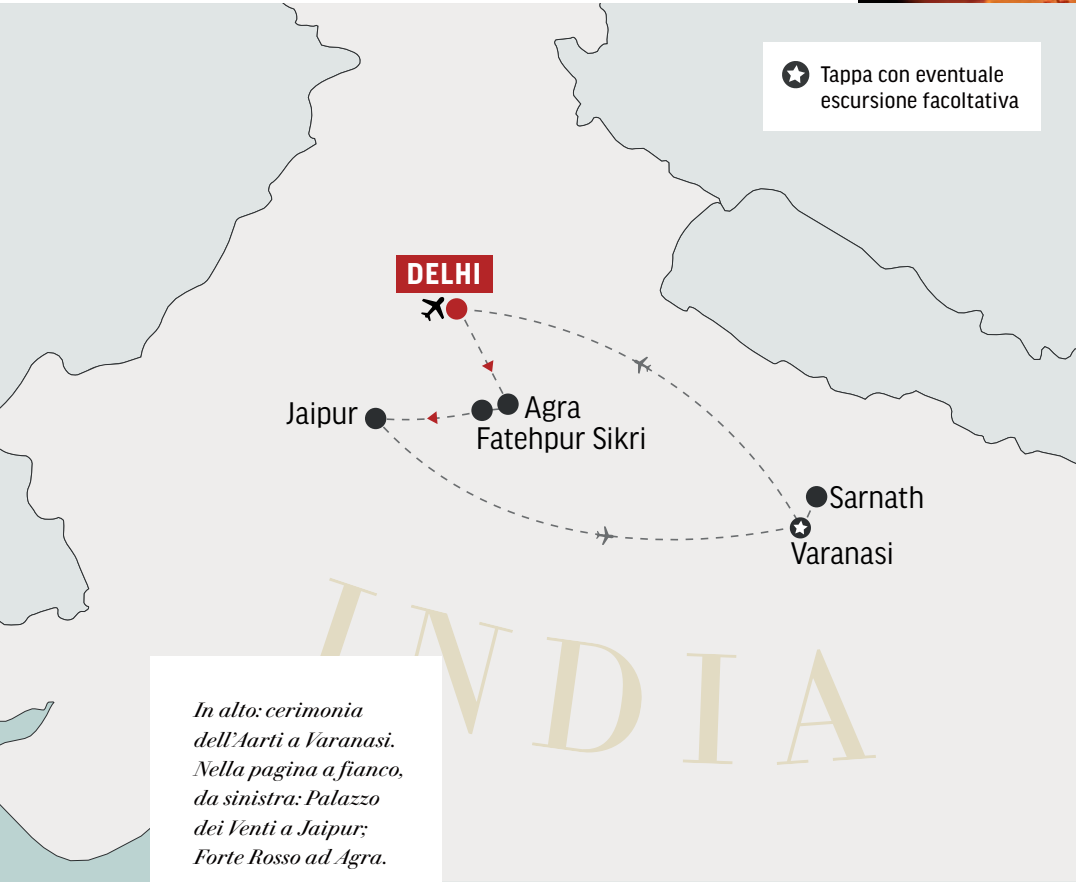 Tappa con eventuale
escursione facoltativa
DELHI
Jaipur
Agra
Fatehpur Sikri
Sarnath
Varanasi
INDIA
In alto: cerimonia
dell’Aarti a Varanasi.
Nella pagina a fianco,
da sinistra: Palazzo
dei Venti a Jaipur;
Forte Rosso ad Agra.